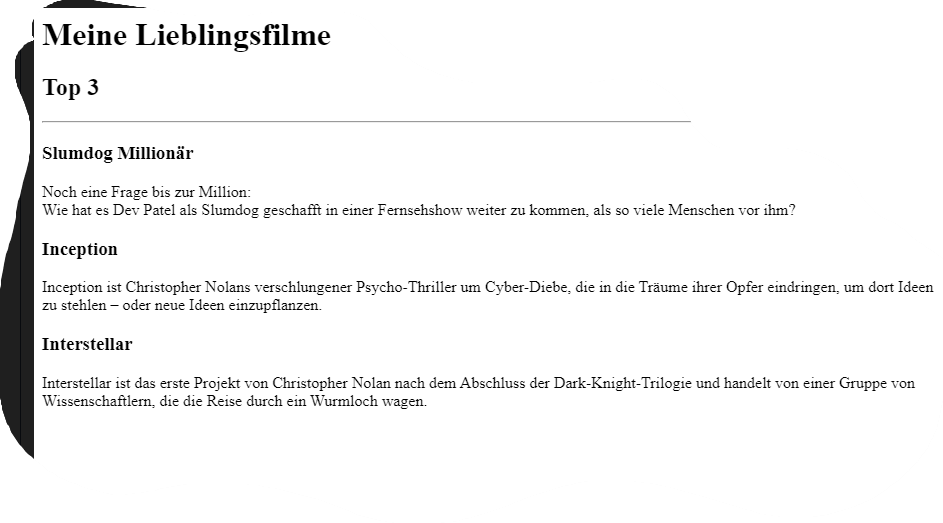 Meine Lieblingsfilme
Top 3
Slumdog Millionär
Noch eine Frage bis zur Million:
Wie hat es Dev Patel als Slumdog geschafft in einer Fernsehshow weiter zu kommen, als so viele Menschen vor ihm?
Inception
Inception ist Christopher Nolans verschlungener Psycho-Thriller um Cyber-Diebe, die in die Träume ihrer Opfer eindringen, um dort Ideen
zu stehlen – oder neue Ideen einzupflanzen.
Interstellar
Interstellar ist das erste Projekt von Christopher Nolan nach dem Abschluss der Dark-Knight-Trilogie und handelt von einer Gruppe von
Wissenschaftlern, die die Reise durch ein Wurmloch wagen.